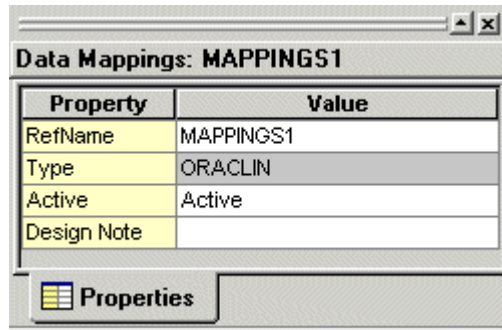 Data Mappings: MAPPINGS1
Property Value
RefName MAPPINGS1
Type ORACLIN
Active Active
Design Note
Properties